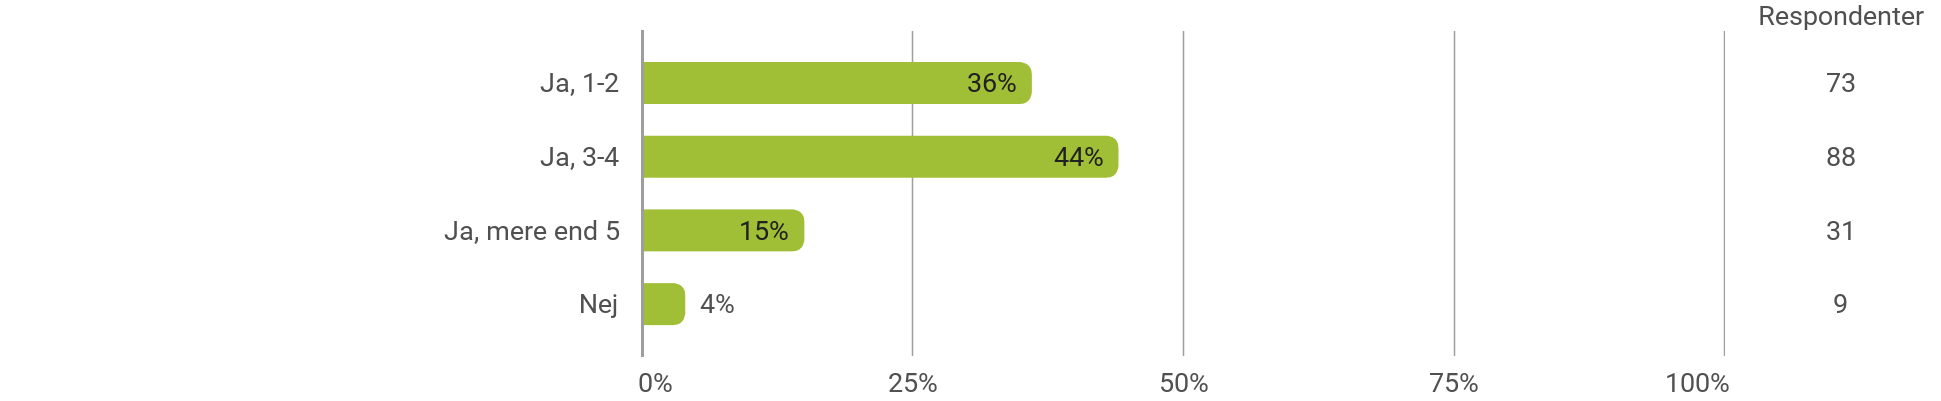 Respondenter
Ja, 1-2 36% 73
Ja, 3-4 44% 88
Ja, mere end 5 15% 31
Nej 4% 9
0% 25% 50% 75% 100%